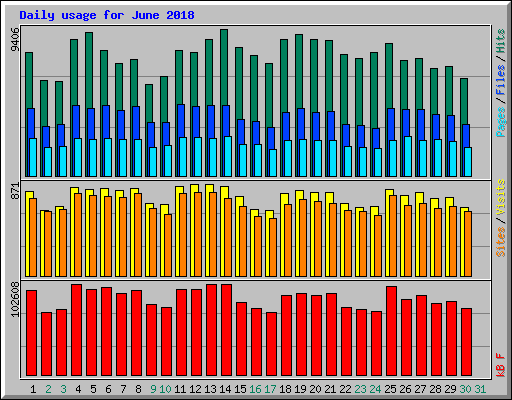 Daily usage for June 2018
9406
871
102608
Pages / Files / Hits
Sites / Visits
kB F
1 2 3 4 5 6 7 8 9 10 11 12 13 14 15 16 17 18 19 20 21 22 23 24 25 26 27 28 29 30 31